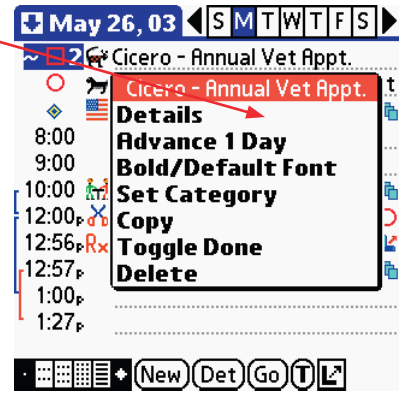 May 26, 03 S M T W T F S
~ 2 Cicero - Annual Vet Appt.
Cicero - Annual Vet Appt. t
Details
Advance 1 Day
8:00
Bold/Default Font
9:00
Set Category
10:00
Copy
12:00P
Toggle Done
12:56P Rx
Delete
12:57P
1:00P
1:27P
New Det Go T